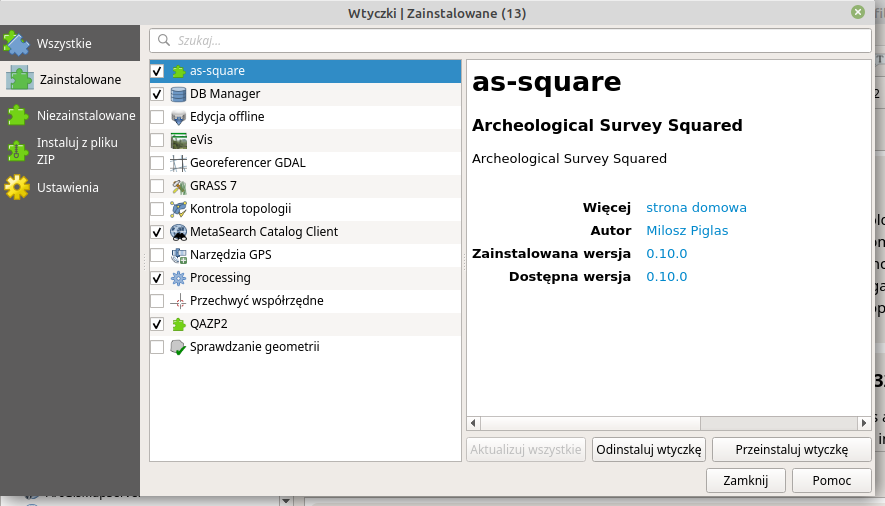 Wtyczki | Zainstalowane (13)
Wszystkie
Zainstalowane
Niezainstalowane
Instaluj z pliku
ZIP
Ustawienia
Szukaj...
as-square
DB Manager
Edycja offline
eVis
Georeferencer GDAL
GRASS 7
Kontrola topologii
MetaSearch Catalog Client
Narzędzia GPS
Processing
Przechwyć współrzędne
QAZP2
Sprawdzanie geometrii
as-square
Archeological Survey Squared
Archeological Survey Squared
Więcej strona domowa
Autor Milosz Piglas
Zainstalowana wersja 0.10.0
Dostępna wersja 0.10.0
Aktualizuj wszystkie
Odinstaluj wtyczkę
Przeinstaluj wtyczkę
Zamknij
Pomoc